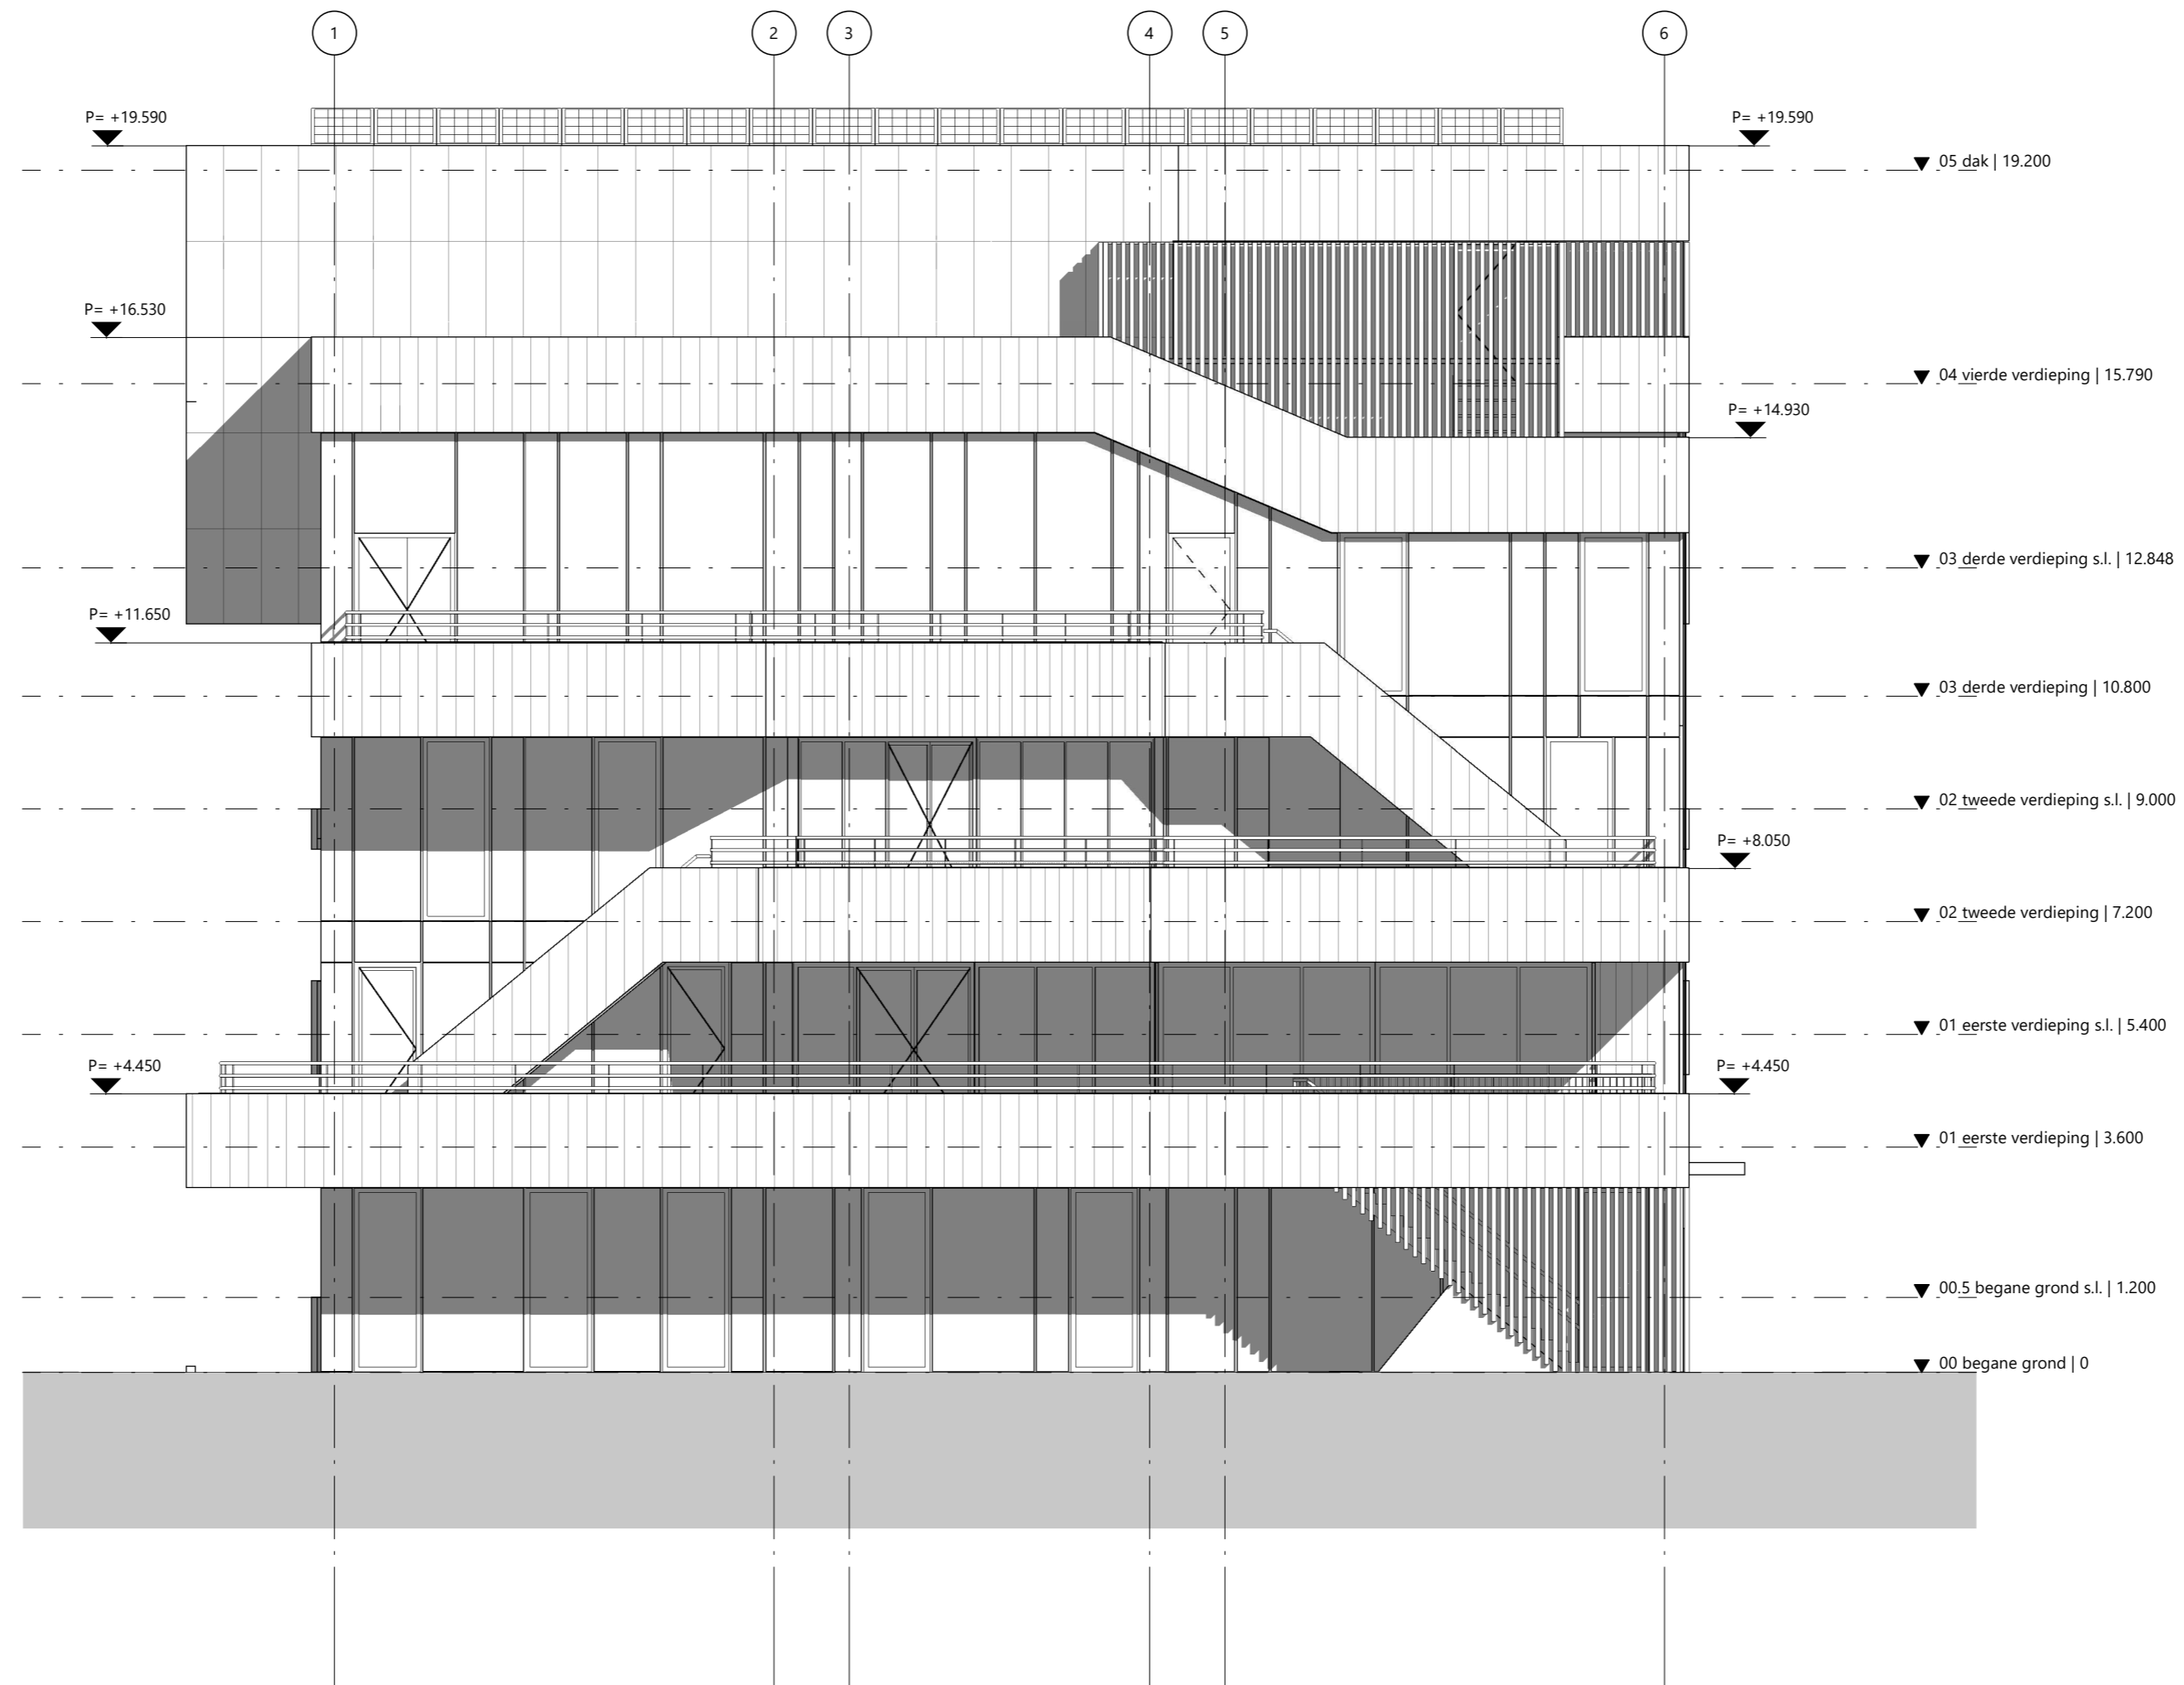 1 2 3 4 5 6
P= +19.590 P= +19.590
05 dak | 19.200
P= +16.530
04 vierde verdieping | 15.790
P= +14.930
03 derde verdieping s.l. | 12.848
P= +11.650
03 derde verdieping | 10.800
02 tweede verdieping s.l. | 9.000
P= +8.050
02 tweede verdieping | 7.200
01 eerste verdieping s.l. | 5.400
P= +4.450 P= +4.450
01 eerste verdieping | 3.600
00.5 begane grond s.l. | 1.200
00 begane grond | 0